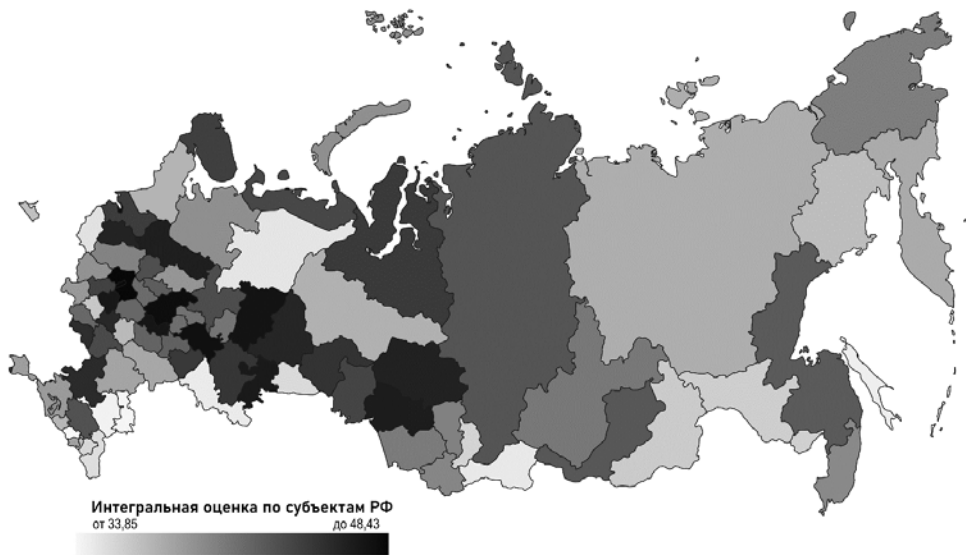 Интегральная оценка по субъектам РФ
от 33,85 до 48,43